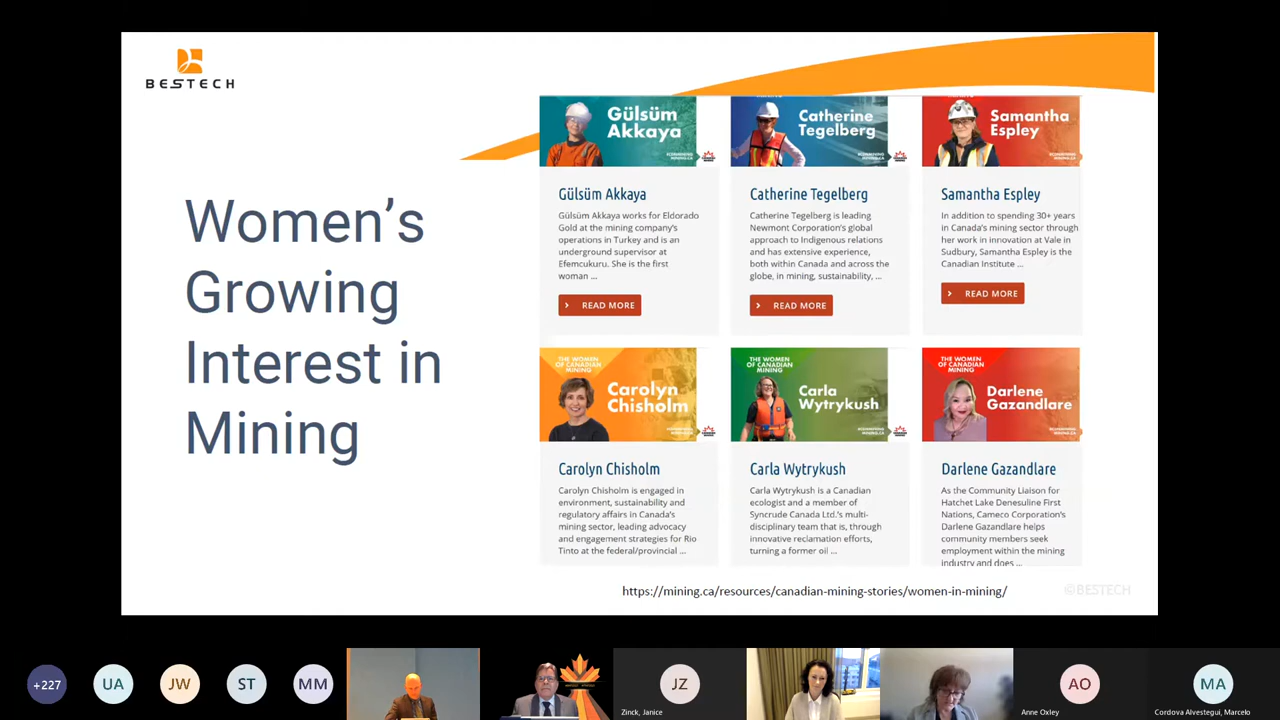 BESTECH
Women's
Growing
Interest in
Mining
Gülsüm
Akkaya
Gülsüm Akkaya
Gülsüm Akkaya works for Eldorado
Gold at the mining company's
operations in Turkey and is an
underground supervisor at
Efemcukuru. She is the first
woman ...
READ MORE
Catherine
Tegelberg
Catherine Tegelberg
Catherine Tegelberg is leading
Newmont Corporation's global
approach to Indigenous relations
and has extensive experience,
both within Canada and across the
globe, in mining, sustainability, ...
READ MORE
Samantha
Espley
Samantha Espley
In addition to spending 30+ years
in Canada's mining sector through
her work in innovation at Vale in
Sudbury, Samantha Espley is the
Canadian Institute ...
READ MORE
THE WOMEN
OF CANADIAN
MINING
Carolyn
Chisholm
Carolyn Chisholm
Carolyn Chisholm is engaged in
environment, sustainability and
regulatory affairs in Canada's
mining sector, leading advocacy
and engagement strategies for Rio
Tinto at the federal/provincial ...
THE WOMEN
OF CANADIAN
MINING
Carla
Wytrykush
Carla Wytrykush
Carla Wytrykush is a Canadian
ecologist and a member of
Syncrude Canada Ltd.'s multi-
disciplinary team that is, through
innovative reclamation efforts,
turning a former oil ...
THE WOMEN
OF CANADIAN
MINING
Darlene
Gazandlare
Darlene Gazandlare
As the Community Liaison for
Hatchet Lake Denesuline First
Nations, Cameco Corporation's
Darlene Gazandlare helps
community members seek
employment within the mining
industry and does ...
https://mining.ca/resources/canadian-mining-stories/women-in-mining/
©BESTECH
+227
UA
JW
ST
MM
JZ
Zinck, Janice
AO
Anne Oxley
MA
Cordova Alvestegui, Marcelo